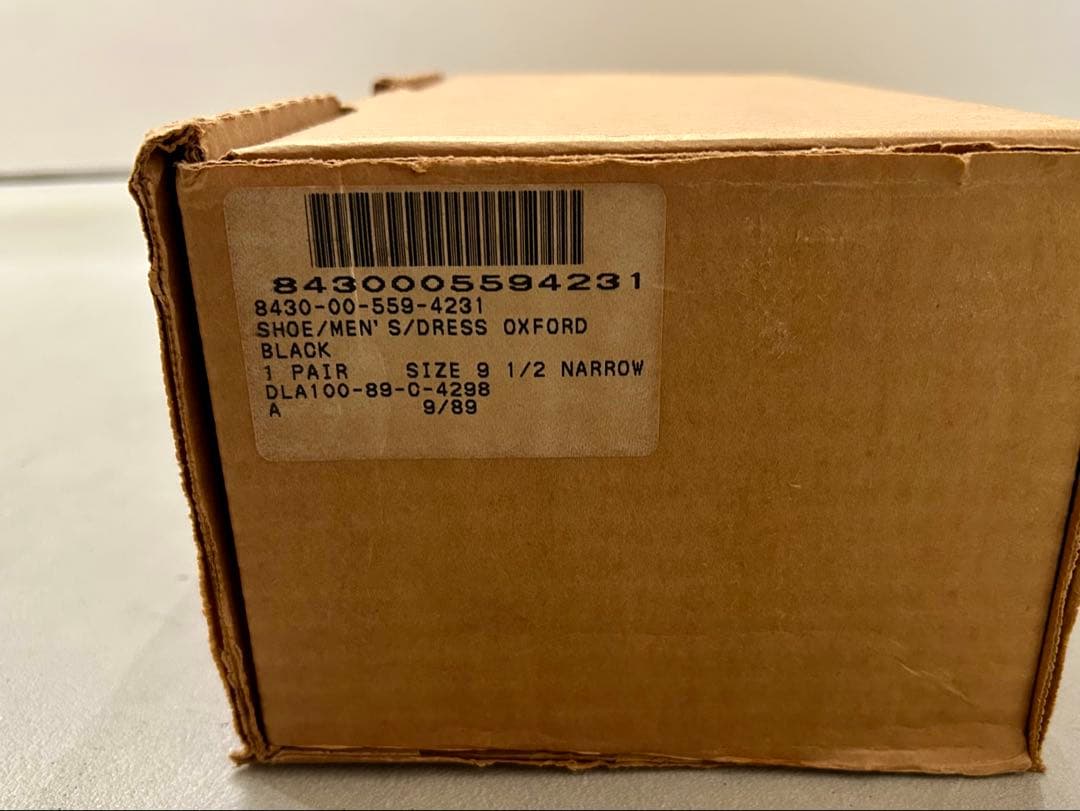 8430005594231
8430-00-559-4231
SHOE/MEN'S/DRESS OXFORD
BLACK
1 PAIR SIZE 9 1/2 NARROW
DLA100-89-C-4298
A 9/89